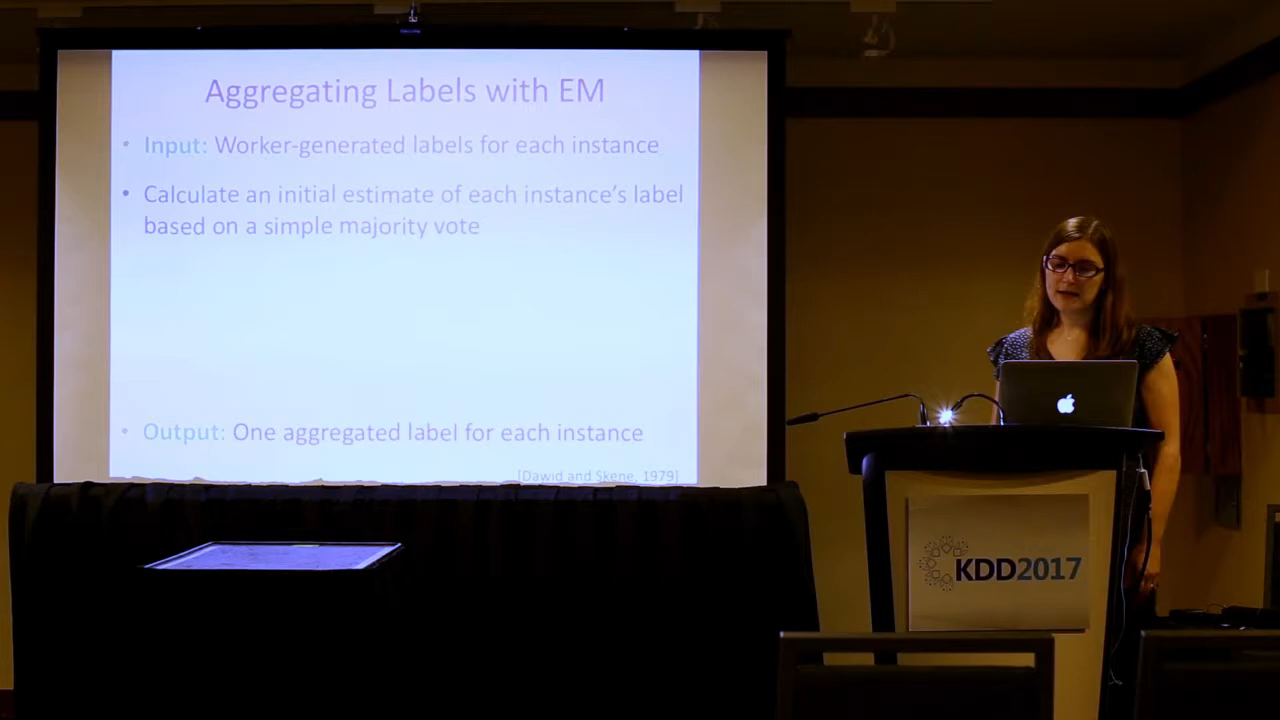 Aggregating Labels with EM
• Input: Worker-generated labels for each instance
• Calculate an initial estimate of each instance's label
based on a simple majority vote
• Output: One aggregated label for each instance
[Dawid and Skene, 1979]
KDD2017